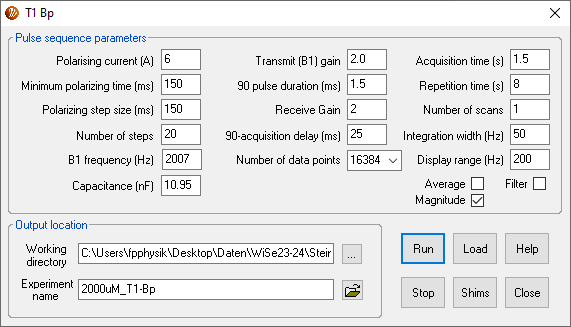 T1 Bp
Pulse sequence parameters
Polarising current (A) 6 Transmit (B1) gain 2.0 Acquisition time (s) 1.5
Minimum polarizing time (ms) 150 90 pulse duration (ms) 1.5 Repetition time (s) 8
Polarizing step size (ms) 150 Receive Gain 2 Number of scans 1
Number of steps 20 90-acquisition delay (ms) 25 Integration width (Hz) 50
B1 frequency (Hz) 2007 Number of data points 16384 Display range (Hz) 200
Capacitance (nF) 10.95 Average Filter
Magnitude
Output location
Working directory C:\Users\fpphysik\Desktop\Daten\WiSe23-24\Steir ...
Experiment name 2000uM_T1-Bp
Run Load Help
Stop Shims Close